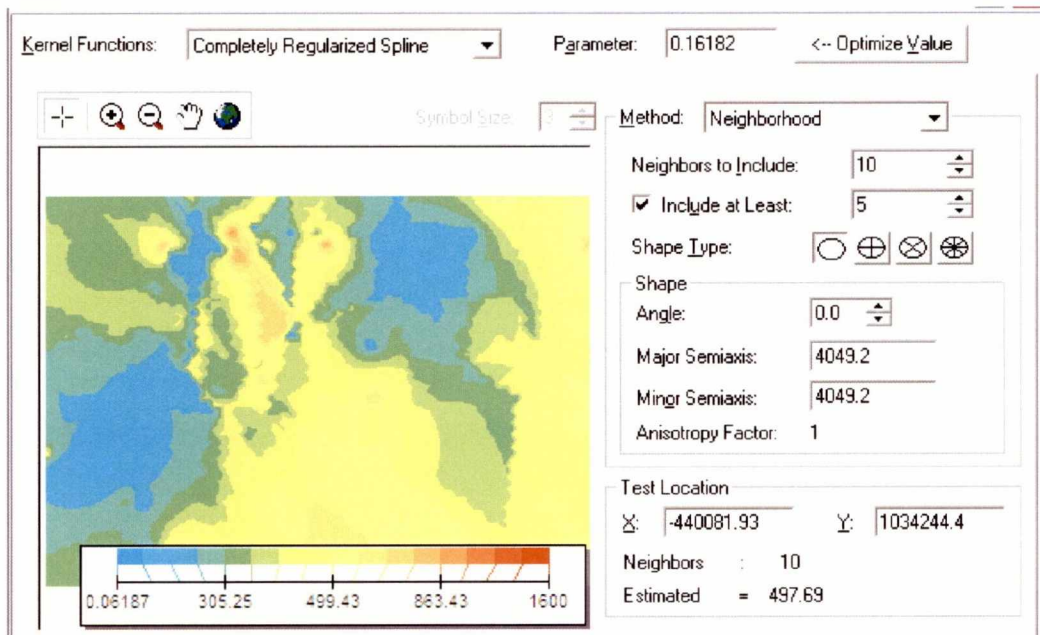 Kernel Functions: Completely Regularized Spline Parameter: 0.16182 <-- Optimize Value
Symbol Size: 3
Method: Neighborhood
Neighbors to Include: 10
Include at Least: 5
Shape Type:
Shape
Angle: 0.0
Major Semiaxis: 4049.2
Minor Semiaxis: 4049.2
Anisotropy Factor: 1
Test Location
X: -440081.93 Y: 1034244.4
Neighbors : 10
Estimated = 497.69
0.06187 305.25 499.43 863.43 1600